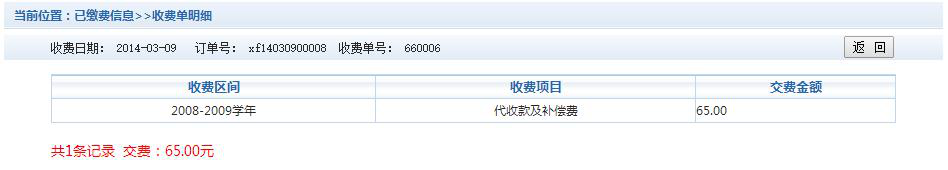 当前位置：已缴费信息>>收费单明细
收费日期： 2014-03-09 订单号： xf14030900008 收费单号： 660006 返 回
收费区间 收费项目 交费金额
2008-2009学年 代收款及补偿费 65.00
共1条记录 交费：65.00元